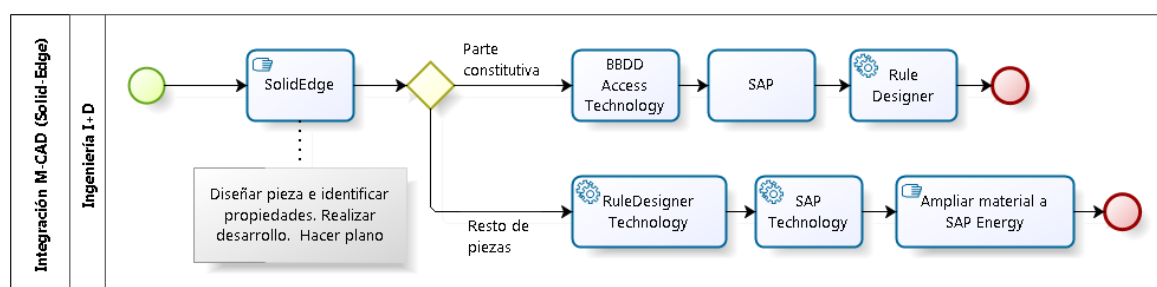 Integración M-CAD (Solid-Edge)
Ingeniería I+D
SolidEdge
Parte
constitutiva
BBDD
Access
Technology
SAP
Rule
Designer
Diseñar pieza e identificar
propiedades. Realizar
desarrollo.  Hacer plano
Resto de
piezas
RuleDesigner
Technology
SAP
Technology
Ampliar material a
SAP Energy